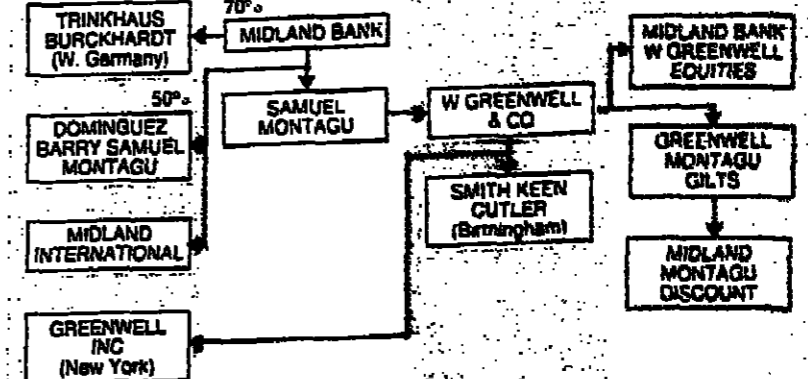 70%
TRINKHAUS
BURCKHARDT
(W. Germany)
MIDLAND BANK
MIDLAND BANK
W GREENWELL
EQUITIES
50%
DOMINGUEZ
BARRY SAMUEL
MONTAGU
SAMUEL
MONTAGU
W GREENWELL
& CO
GREENWELL
MONTAGU
GILTS
SMITH KEEN
CUTLER
(Birmingham)
MIDLAND
INTERNATIONAL
MIDLAND
MONTAGU
DISCOUNT
GREENWELL
INC
(New York)